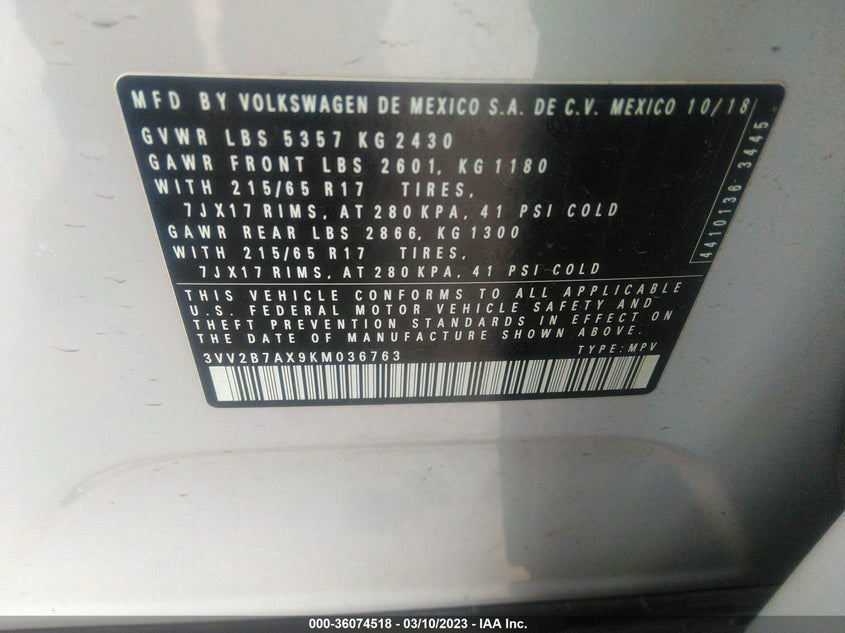 MFD BY VOLKSWAGEN DE MEXICO S.A. DE C.V. MEXICO 10/18
GVWR LBS 5357 KG 2430
GAWR FRONT LBS 2601, KG 1180
WITH 215/65 R17 TIRES,
7JX17 RIMS, AT 280 KPA, 41 PSI COLD
GAWR REAR LBS 2866, KG 1300
WITH 215/65 R17 TIRES,
7JX17 RIMS, AT 280 KPA, 41 PSI COLD
4410136 3445
THIS VEHICLE CONFORMS TO ALL APPLICABLE
U.S. FEDERAL MOTOR VEHICLE SAFETY AND
THEFT PREVENTION STANDARDS IN EFFECT ON
THE DATE OF MANUFACTURE SHOWN ABOVE.
3VV2B7AX9KM036763 TYPE: MPV
000-36074518 - 03/10/2023 - IAA Inc.